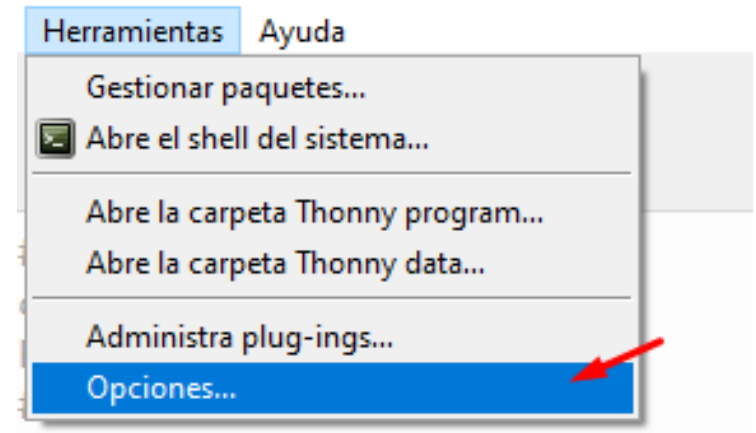 Herramientas Ayuda
Gestionar paquetes...
Abre el shell del sistema...
Abre la carpeta Thonny program...
Abre la carpeta Thonny data...
Administra plug-ings...
Opciones...